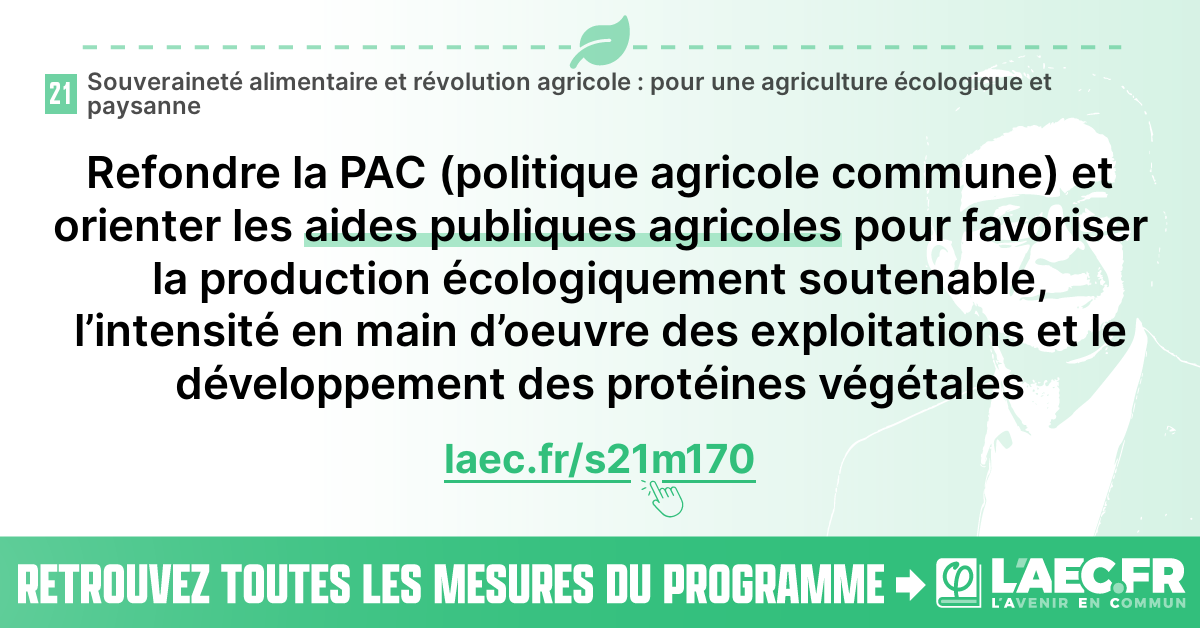 21
Souveraineté alimentaire et révolution agricole : pour une agriculture écologique et
paysanne
Refondre la PAC (politique agricole commune) et
orienter les aides publiques agricoles pour favoriser
la production écologiquement soutenable,
l’intensité en main d’oeuvre des exploitations et le
développement des protéines végétales
laec.fr/s21m170
RETROUVEZ TOUTES LES MESURES DU PROGRAMME
φ
L'AEC.FR
L'AVENIR EN COMMUN